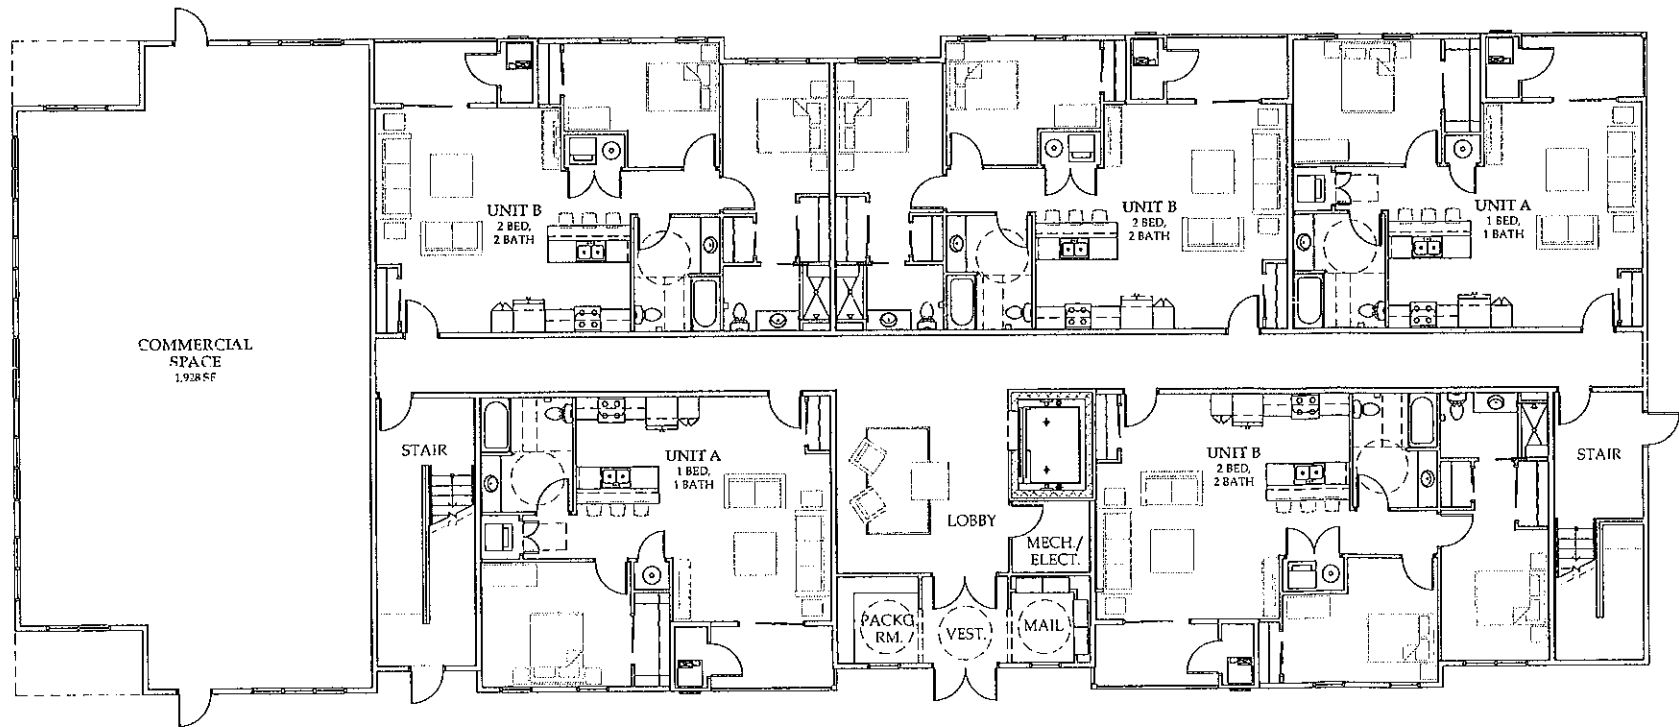 UNIT B
2 BED,
2 BATH
UNIT B
2 BED,
2 BATH
UNIT A
1 BED,
1 BATH
COMMERCIAL
SPACE
1,928 SF
STAIR
UNIT A
1 BED,
1 BATH
LOBBY
MECH./
ELECT.
UNIT B
2 BED,
2 BATH
STAIR
PACKG
RM.
VEST.
MAIL